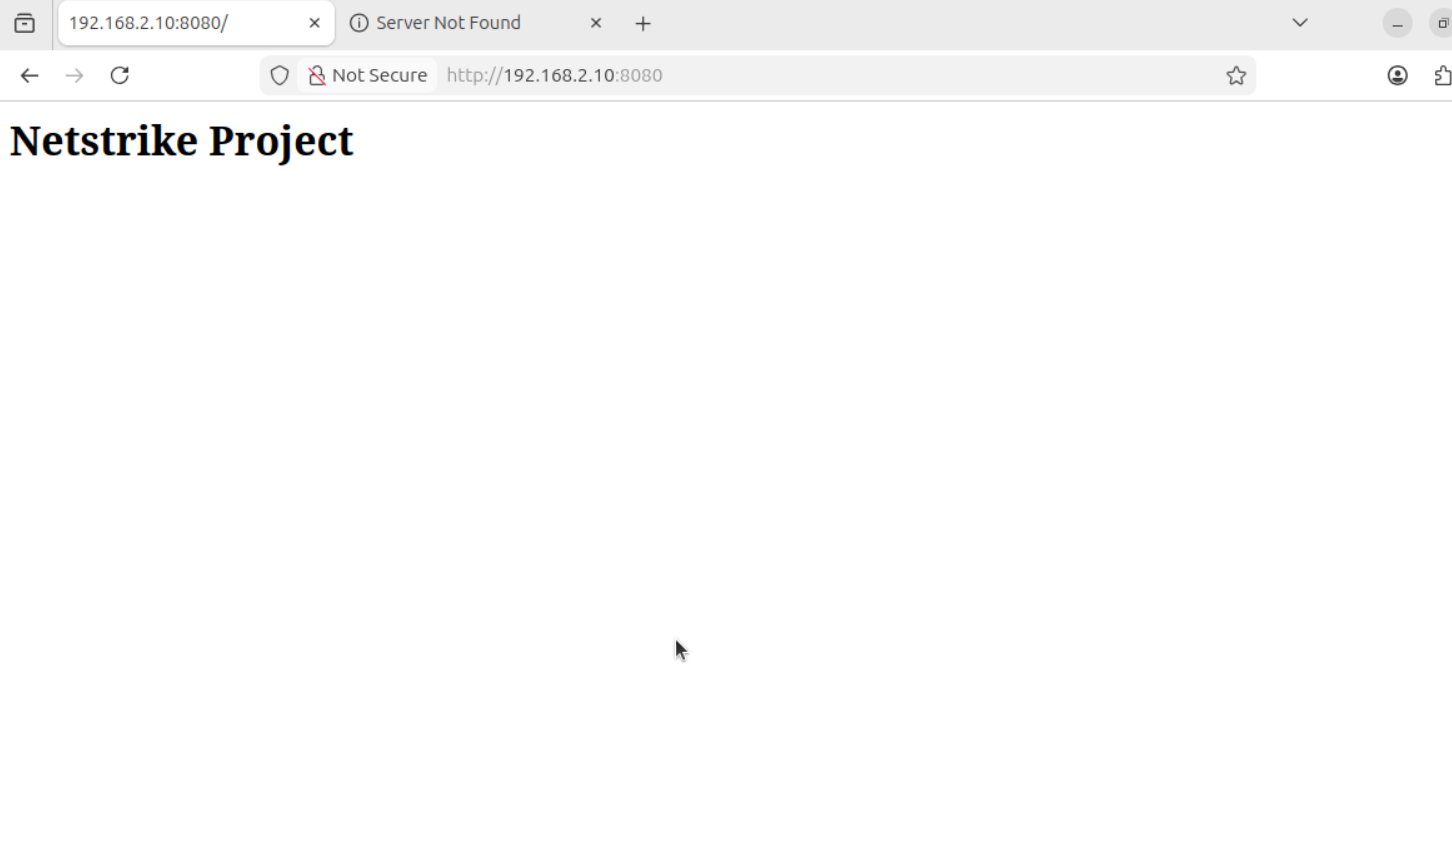 192.168.2.10:8080/
Server Not Found
Not Secure
http://192.168.2.10:8080
Netstrike Project